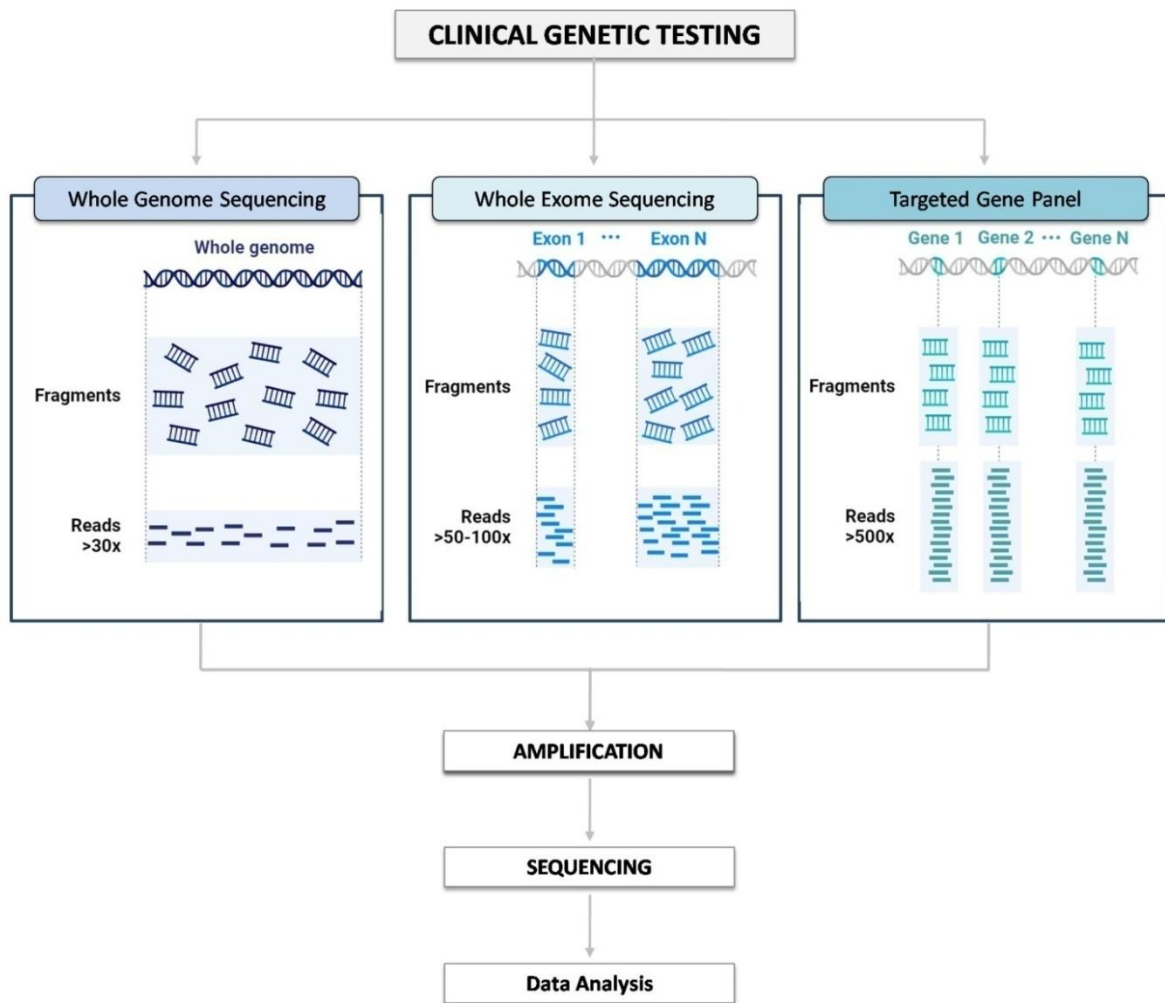 CLINICAL GENETIC TESTING
Whole Genome Sequencing
Whole genome
Fragments
Reads
>30x
Whole Exome Sequencing
Exon 1 ··· Exon N
Fragments
Reads
>50-100x
Targeted Gene Panel
Gene 1 Gene 2 ··· Gene N
Fragments
Reads
>500x
AMPLIFICATION
SEQUENCING
Data Analysis